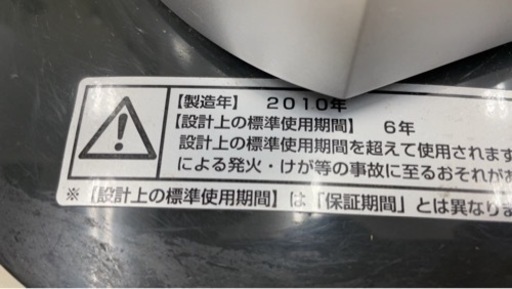 【製造年】 2010年
【設計上の標準使用期間】 6年
設計上の標準使用期間を超えて使用されます
による発火・けが等の事故に至るおそれがあ
※【設計上の標準使用期間】は「保証期間」とは異なりま